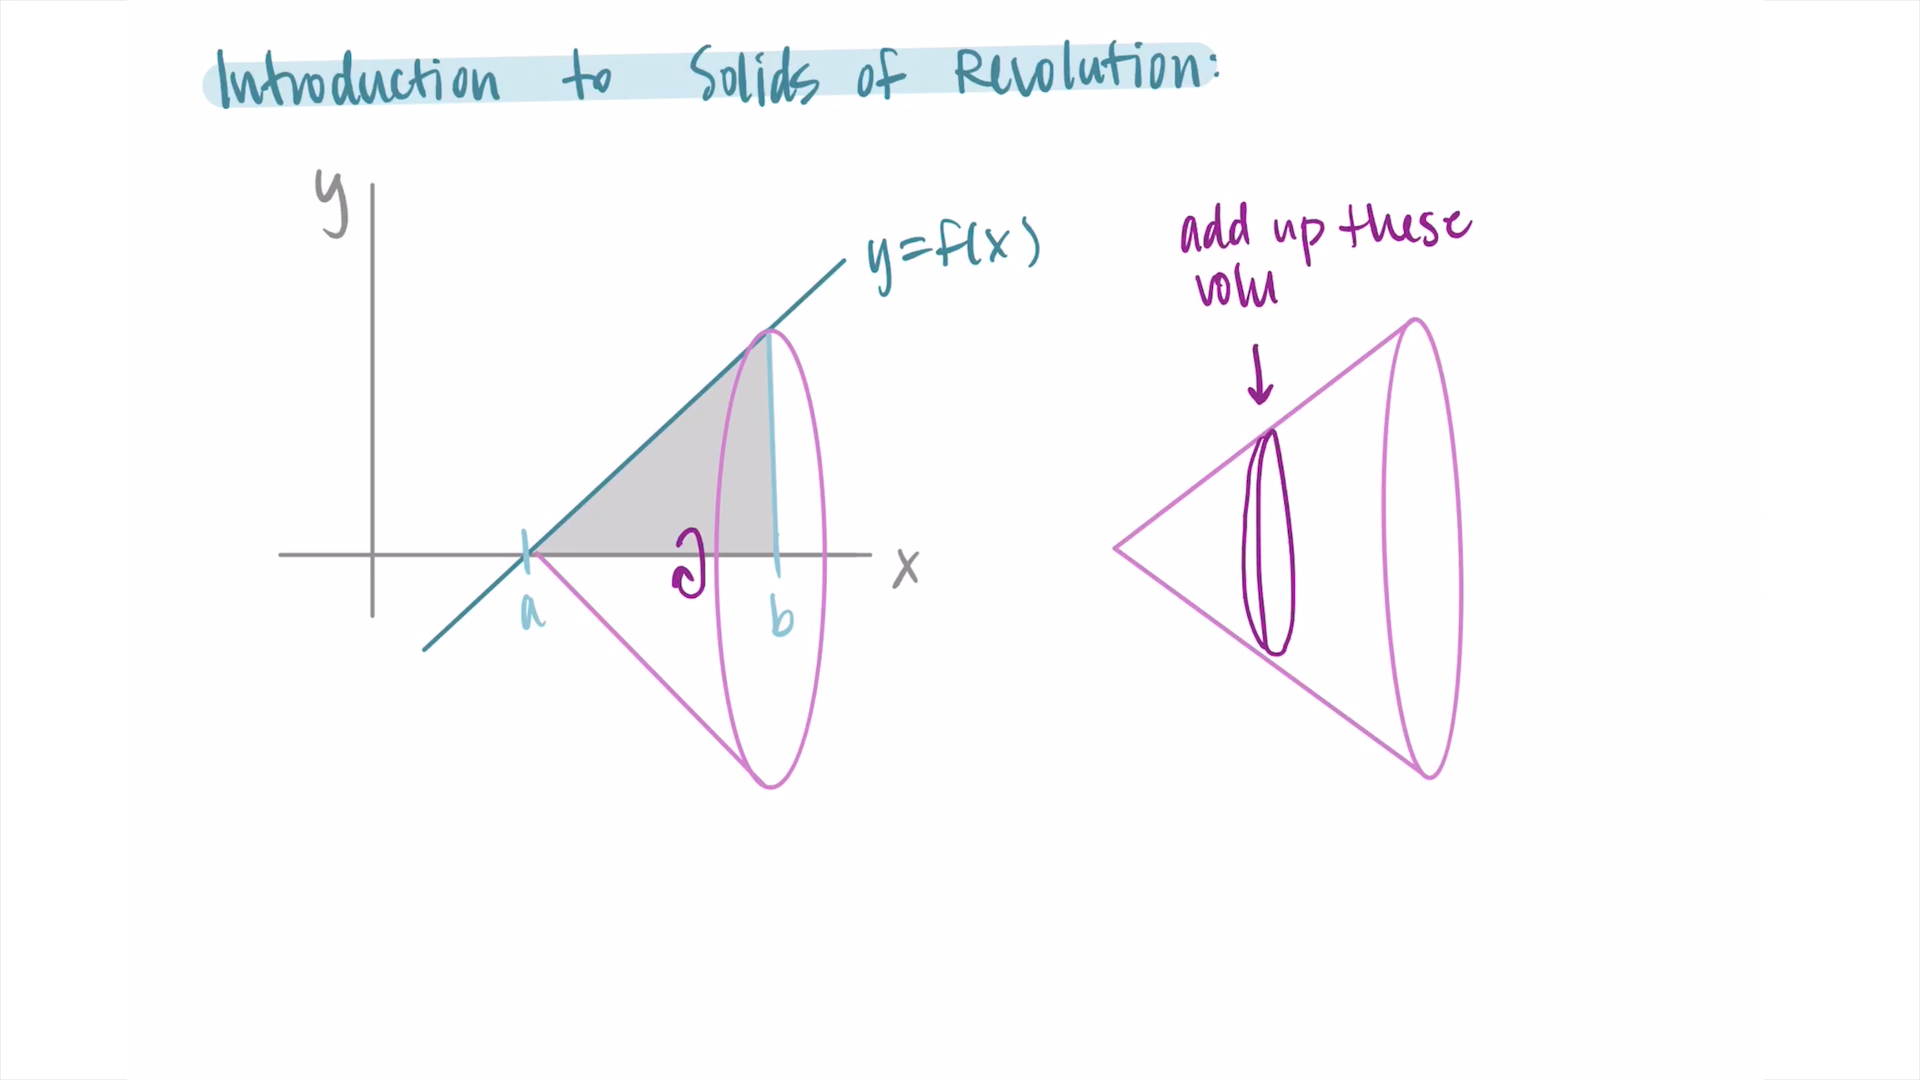 Introduction to Solids of Revolution:
y
y=f(x)
add up these
volu
x
a
b